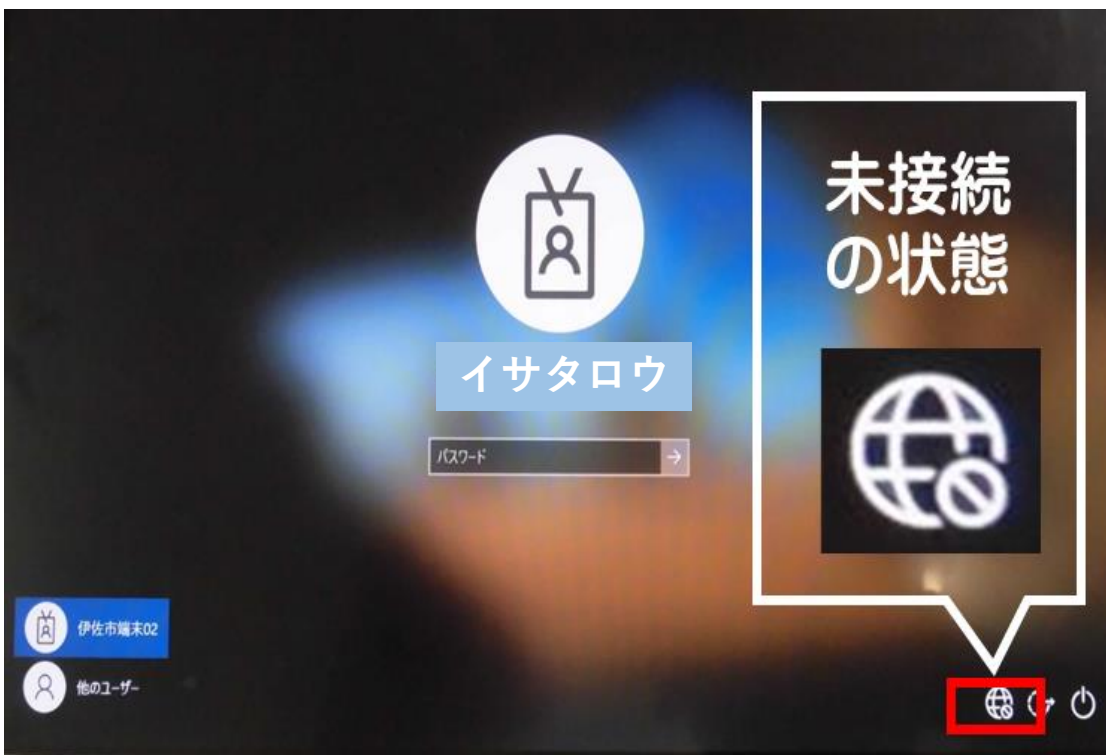 未接続
の状態
イサタロウ
パスワード
伊佐市端末02
他のユーザー